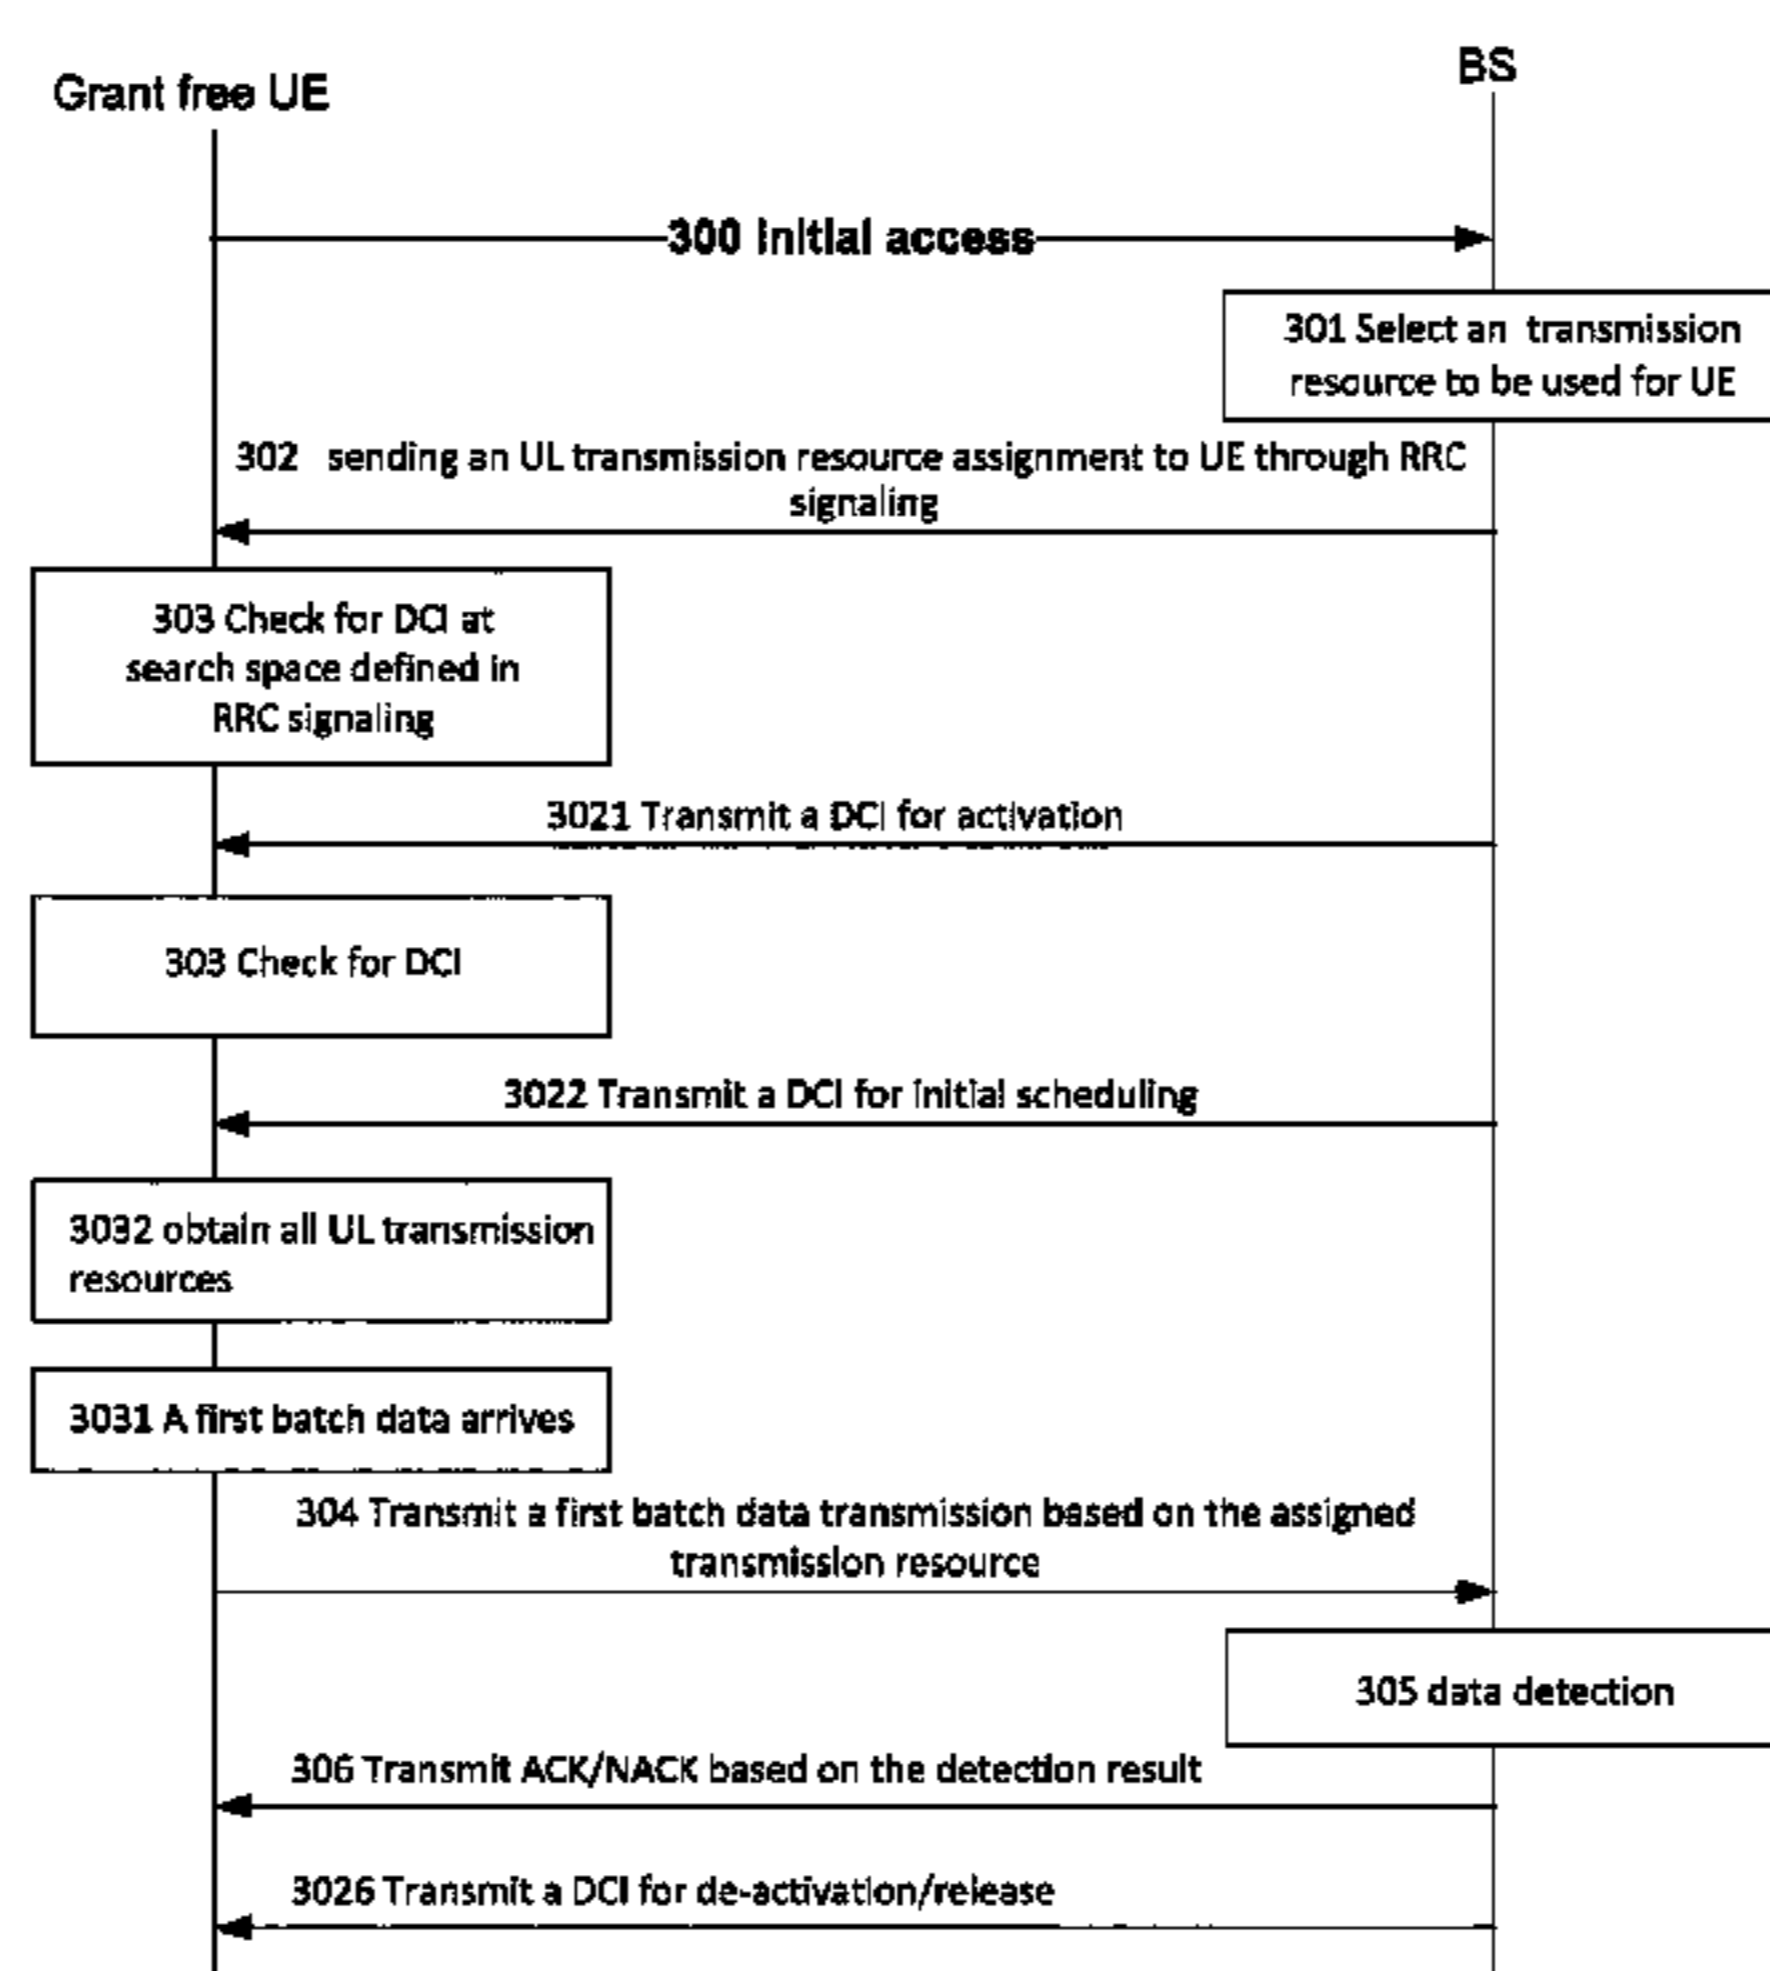 Grant free UE
BS
300 Initial access
301 Select an transmission
resource to be used for UE
302 sending an UL transmission resource assignment to UE through RRC
signaling
303 Check for DCI at
search space defined in
RRC signaling
3021 Transmit a DCI for activation
303 Check for DCI
3022 Transmit a DCI for initial scheduling
3032 obtain all UL transmission
resources
3031 A first batch data arrives
304 Transmit a first batch data transmission based on the assigned
transmission resource
305 data detection
306 Transmit ACK/NACK based on the detection result
3026 Transmit a DCI for de-activation/release